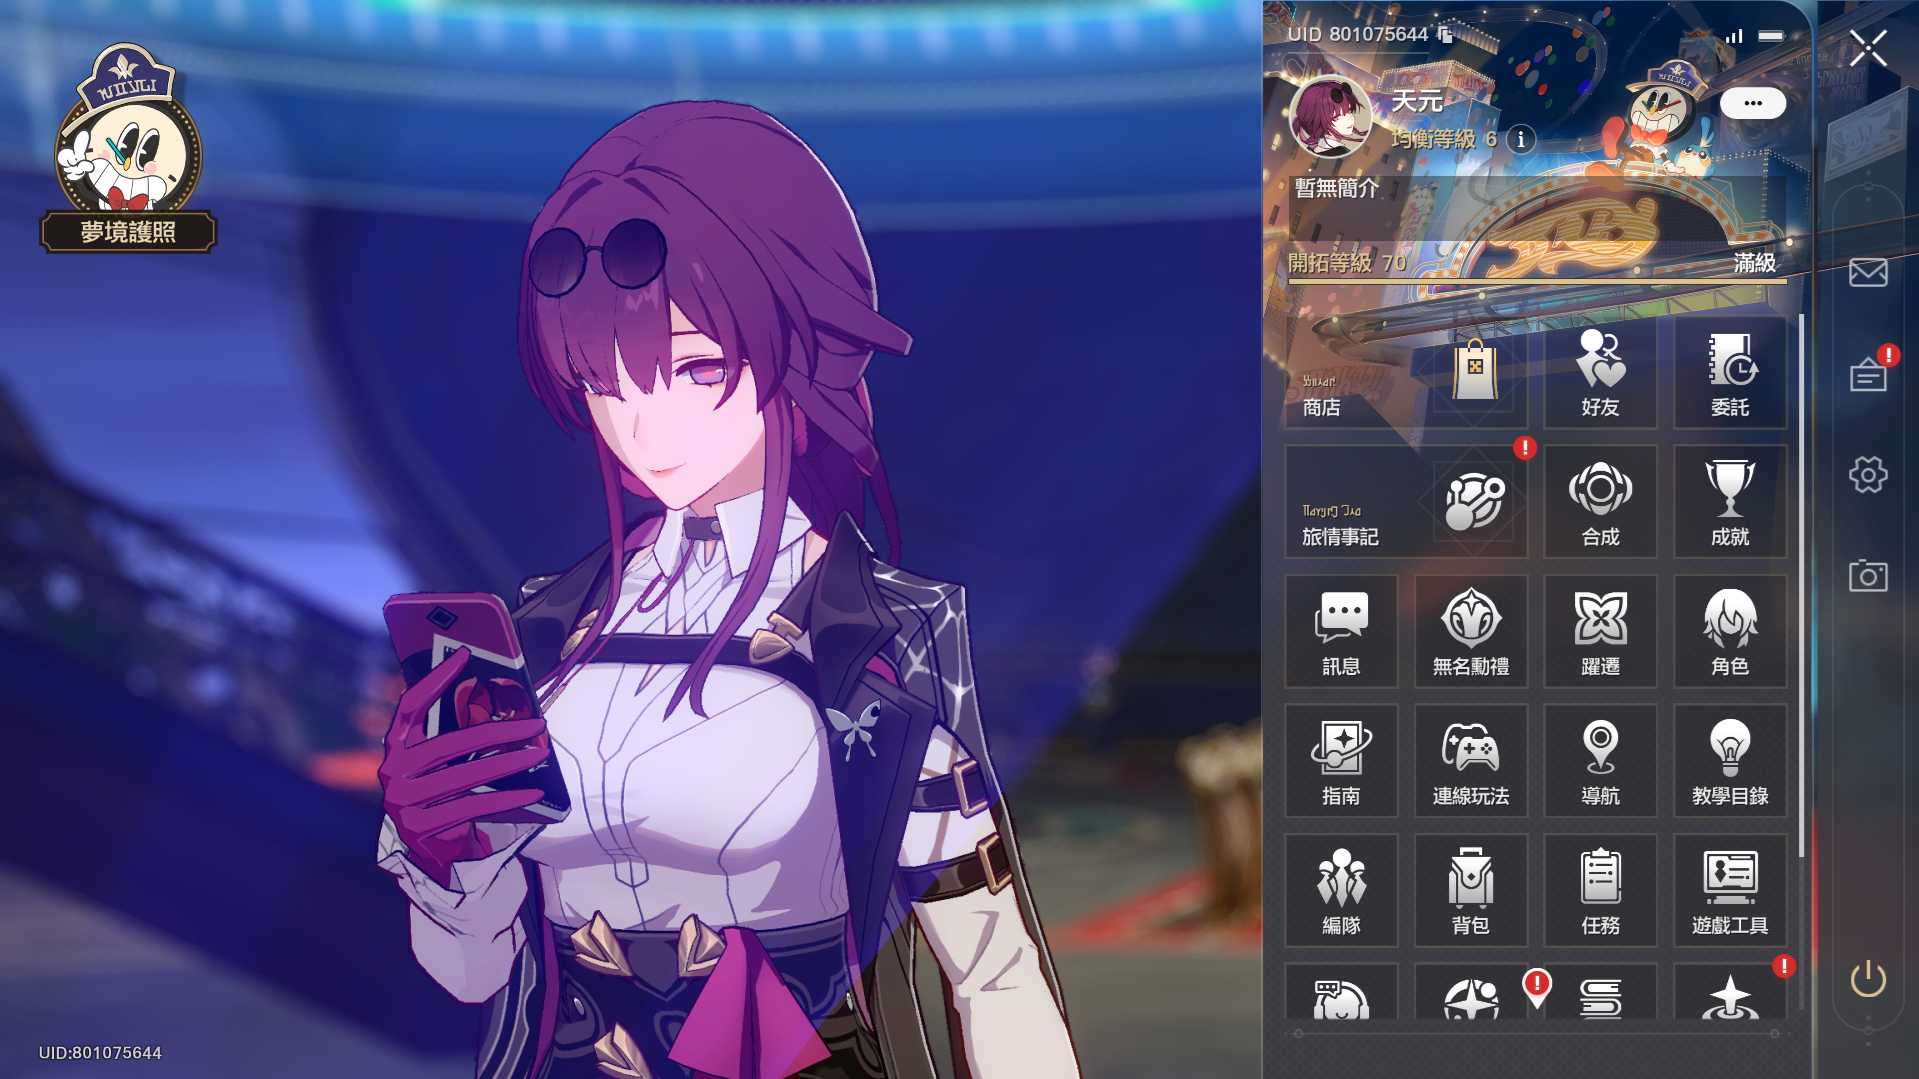 夢境護照
UID:801075644
UID 801075644
天元
均衡等級 6
暫無簡介
開拓等級 70
滿級
商店
好友
委託
旅情事記
合成
成就
訊息
無名勳禮
躍遷
角色
指南
連線玩法
導航
教學目錄
編隊
背包
任務
遊戲工具